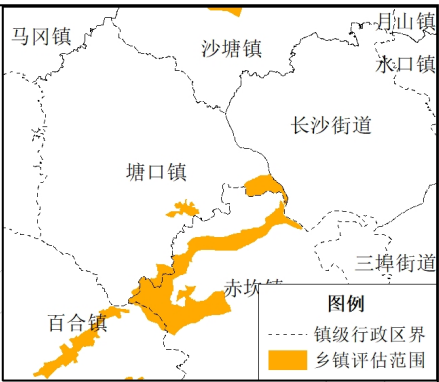 月山镇
马冈镇
沙塘镇
水口镇
长沙街道
塘口镇
三埠街道
赤坎镇
百合镇
图例
镇级行政区界
乡镇评估范围